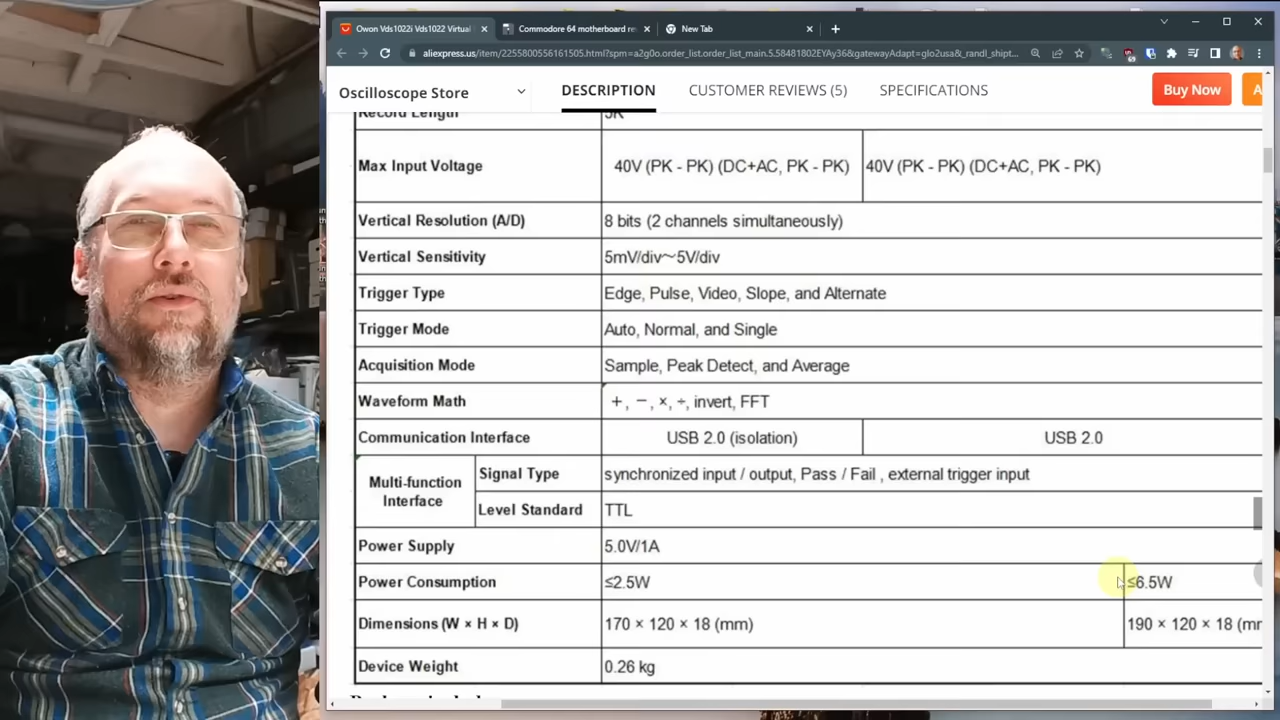 Owon Vds1022i Vds1022 Virtual
Commodore 64 motherboard re
New Tab
aliexpress.us/item/2255800556161505.html?spm=a2g0o.order_list.order_list_main.5.58481802EYAy36&gatewayAdapt=glo2usa&_randl_shipt...
Oscilloscope Store
DESCRIPTION
CUSTOMER REVIEWS (5)
SPECIFICATIONS
Buy Now
A
Record Length 5K
Max Input Voltage 40V (PK - PK) (DC+AC, PK - PK) 40V (PK - PK) (DC+AC, PK - PK)
Vertical Resolution (A/D) 8 bits (2 channels simultaneously)
Vertical Sensitivity 5mV/div～5V/div
Trigger Type Edge, Pulse, Video, Slope, and Alternate
Trigger Mode Auto, Normal, and Single
Acquisition Mode Sample, Peak Detect, and Average
Waveform Math +, −, ×, ÷, invert, FFT
Communication Interface USB 2.0 (isolation) USB 2.0
Multi-function Interface
Signal Type synchronized input / output, Pass / Fail , external trigger input
Level Standard TTL
Power Supply 5.0V/1A
Power Consumption ≤2.5W ≤6.5W
Dimensions (W × H × D) 170 × 120 × 18 (mm) 190 × 120 × 18 (mm
Device Weight 0.26 kg